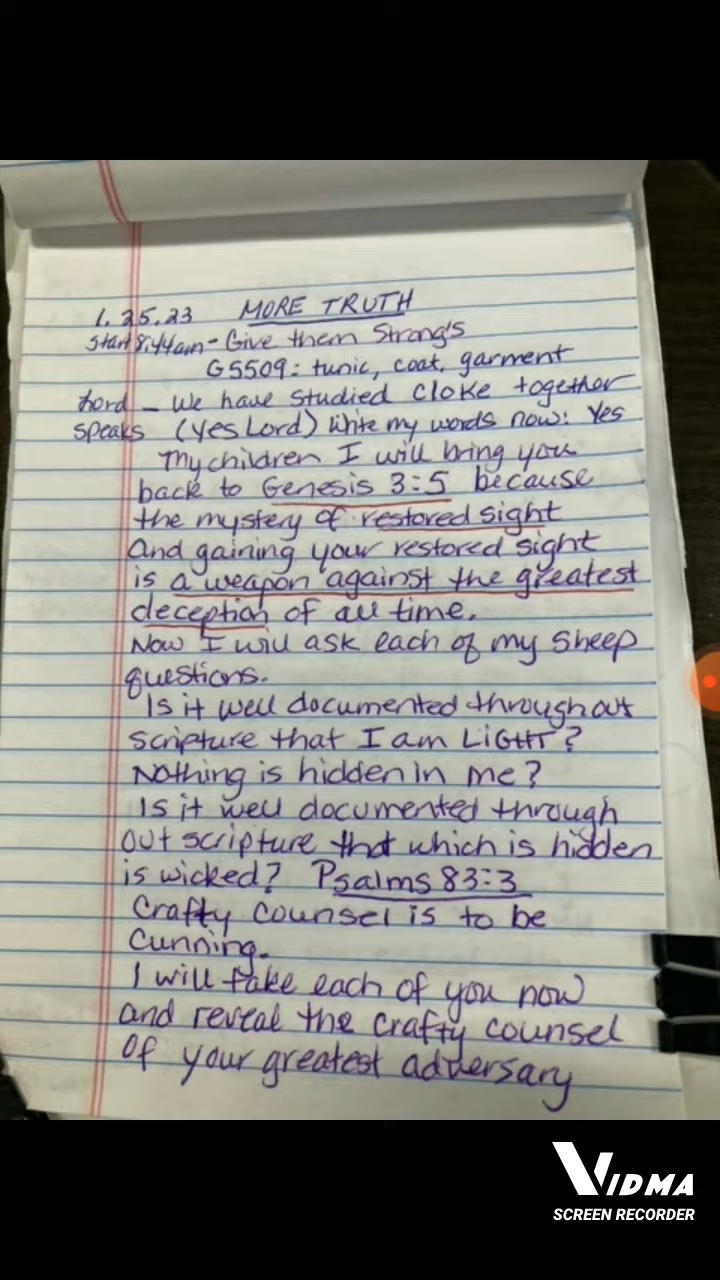 1.25.23 MORE TRUTH
Start 8:44am - Give them Strong's
G5509: tunic, coat, garment
Lord - We have studied cloke together
speaks (Yes Lord) Write my words now: Yes
My children I will bring you
back to Genesis 3:5 because
the mystery of restored sight
And gaining your restored sight
is a weapon against the greatest
deception of all time.
Now I will ask each of my sheep
questions.
Is it well documented throughout
scripture that I am LiGHT?
Nothing is hidden in me?
Is it well documented through
out scripture that which is hidden
is wicked? Psalms 83:3
Crafty counsel is to be
Cunning.
I will take each of you now
and reveal the crafty counsel
of your greatest adversary
VIDMA
SCREEN RECORDER